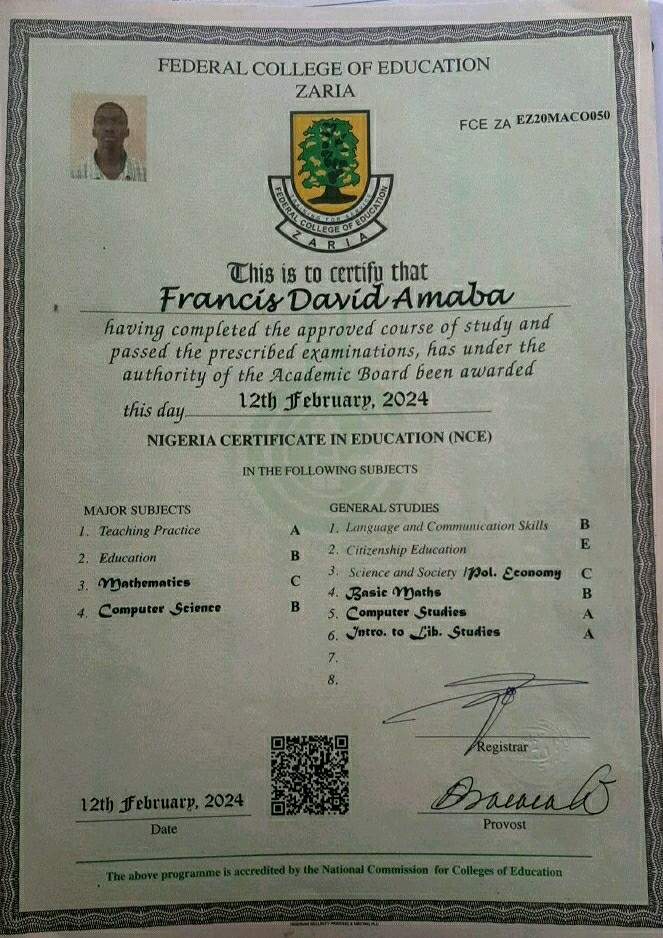 FEDERAL COLLEGE OF EDUCATION
ZARIA
FCE ZA EZ20MACO050
FEDERAL COLLEGE OF EDUCATION
ZARIA
This is to certify that
Francis David Amaba
having completed the approved course of study and
passed the prescribed examinations, has under the
authority of the Academic Board been awarded
this day 12th February, 2024
NIGERIA CERTIFICATE IN EDUCATION (NCE)
IN THE FOLLOWING SUBJECTS
MAJOR SUBJECTS
1. Teaching Practice A
2. Education B
3. Mathematics C
4. Computer Science B
GENERAL STUDIES
1. Language and Communication Skills B
2. Citizenship Education E
3. Science and Society /Pol. Economy C
4. Basic Maths B
5. Computer Studies A
6. Intro. to Lib. Studies A
7.
8.
Registrar
12th February, 2024
Date
Provost
The above programme is accredited by the National Commission for Colleges of Education